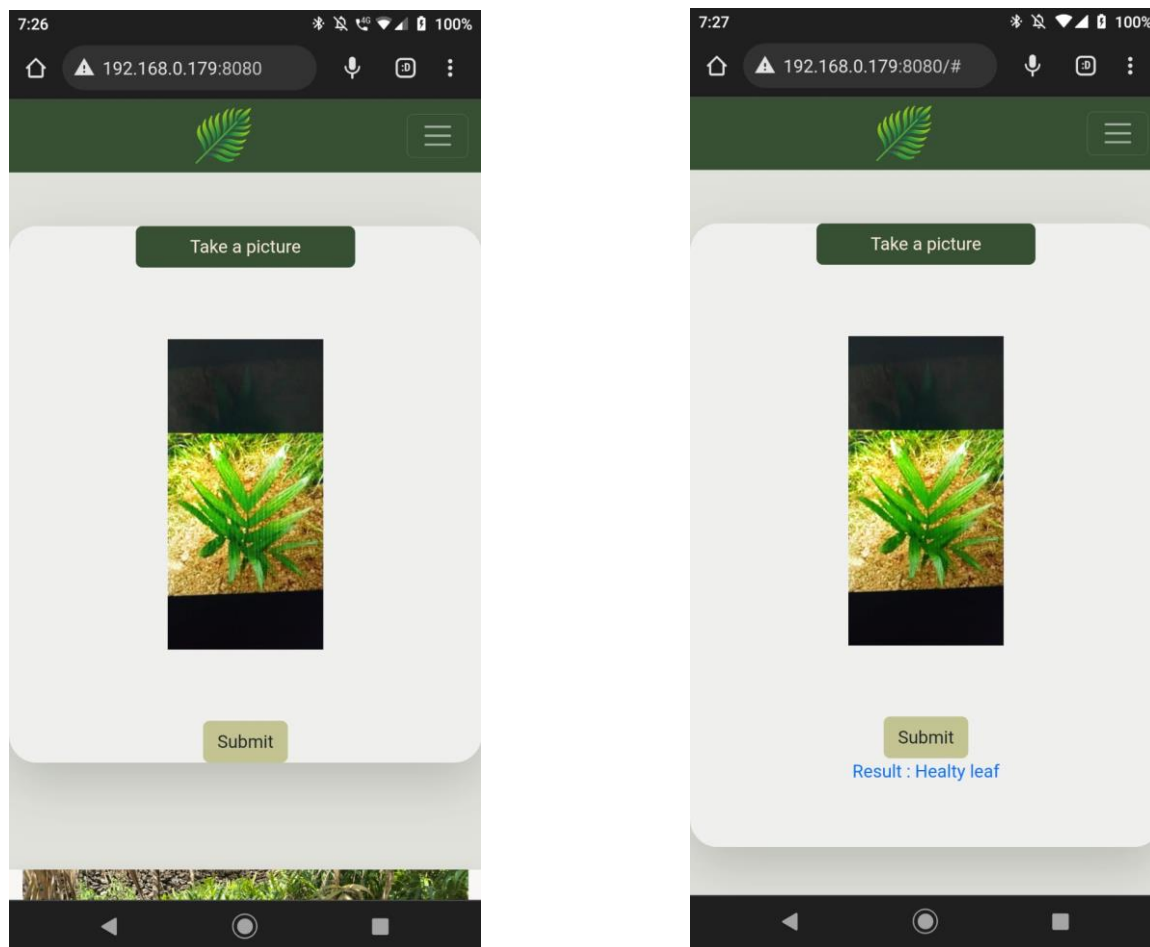 7:26 4G 100%
192.168.0.179:8080 :D
Take a picture
Submit
7:27 100%
192.168.0.179:8080/# :D
Take a picture
Submit
Result : Healty leaf